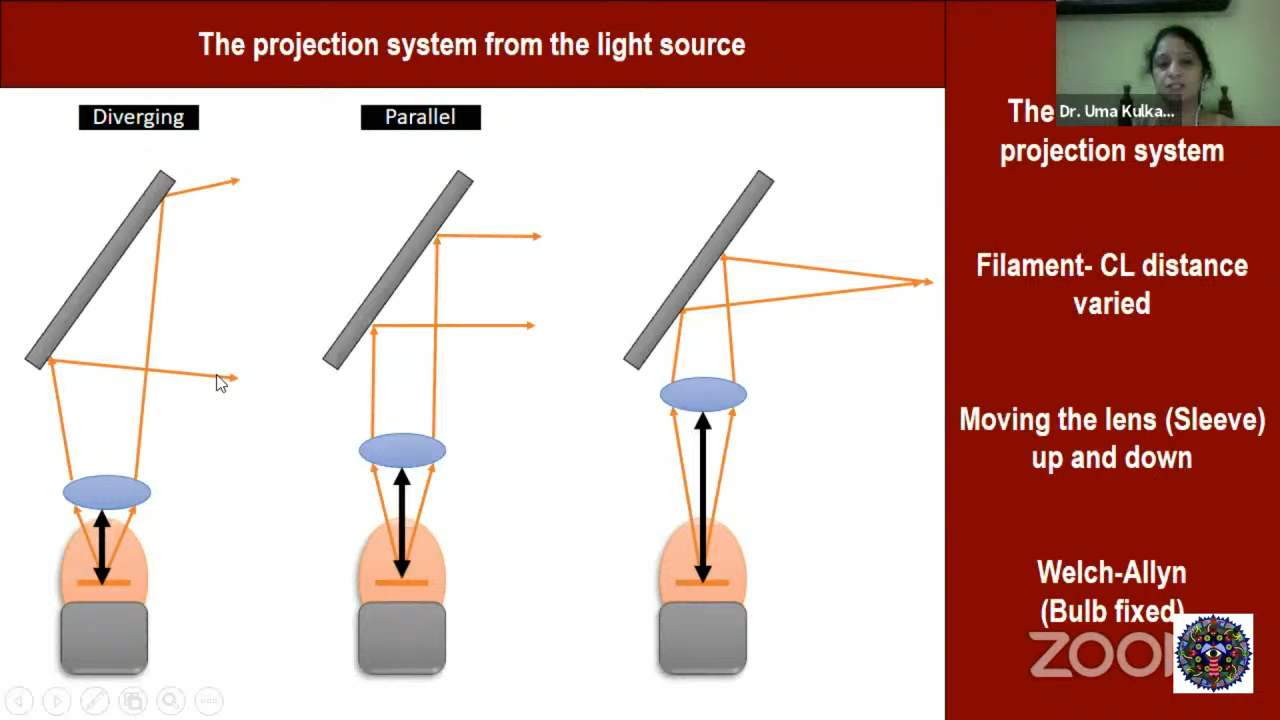 The projection system from the light source
Diverging
Parallel
The
Dr. Uma Kulka...
projection system
Filament- CL distance
varied
Moving the lens (Sleeve)
up and down
Welch-Allyn
(Bulb fixed)
ZOO